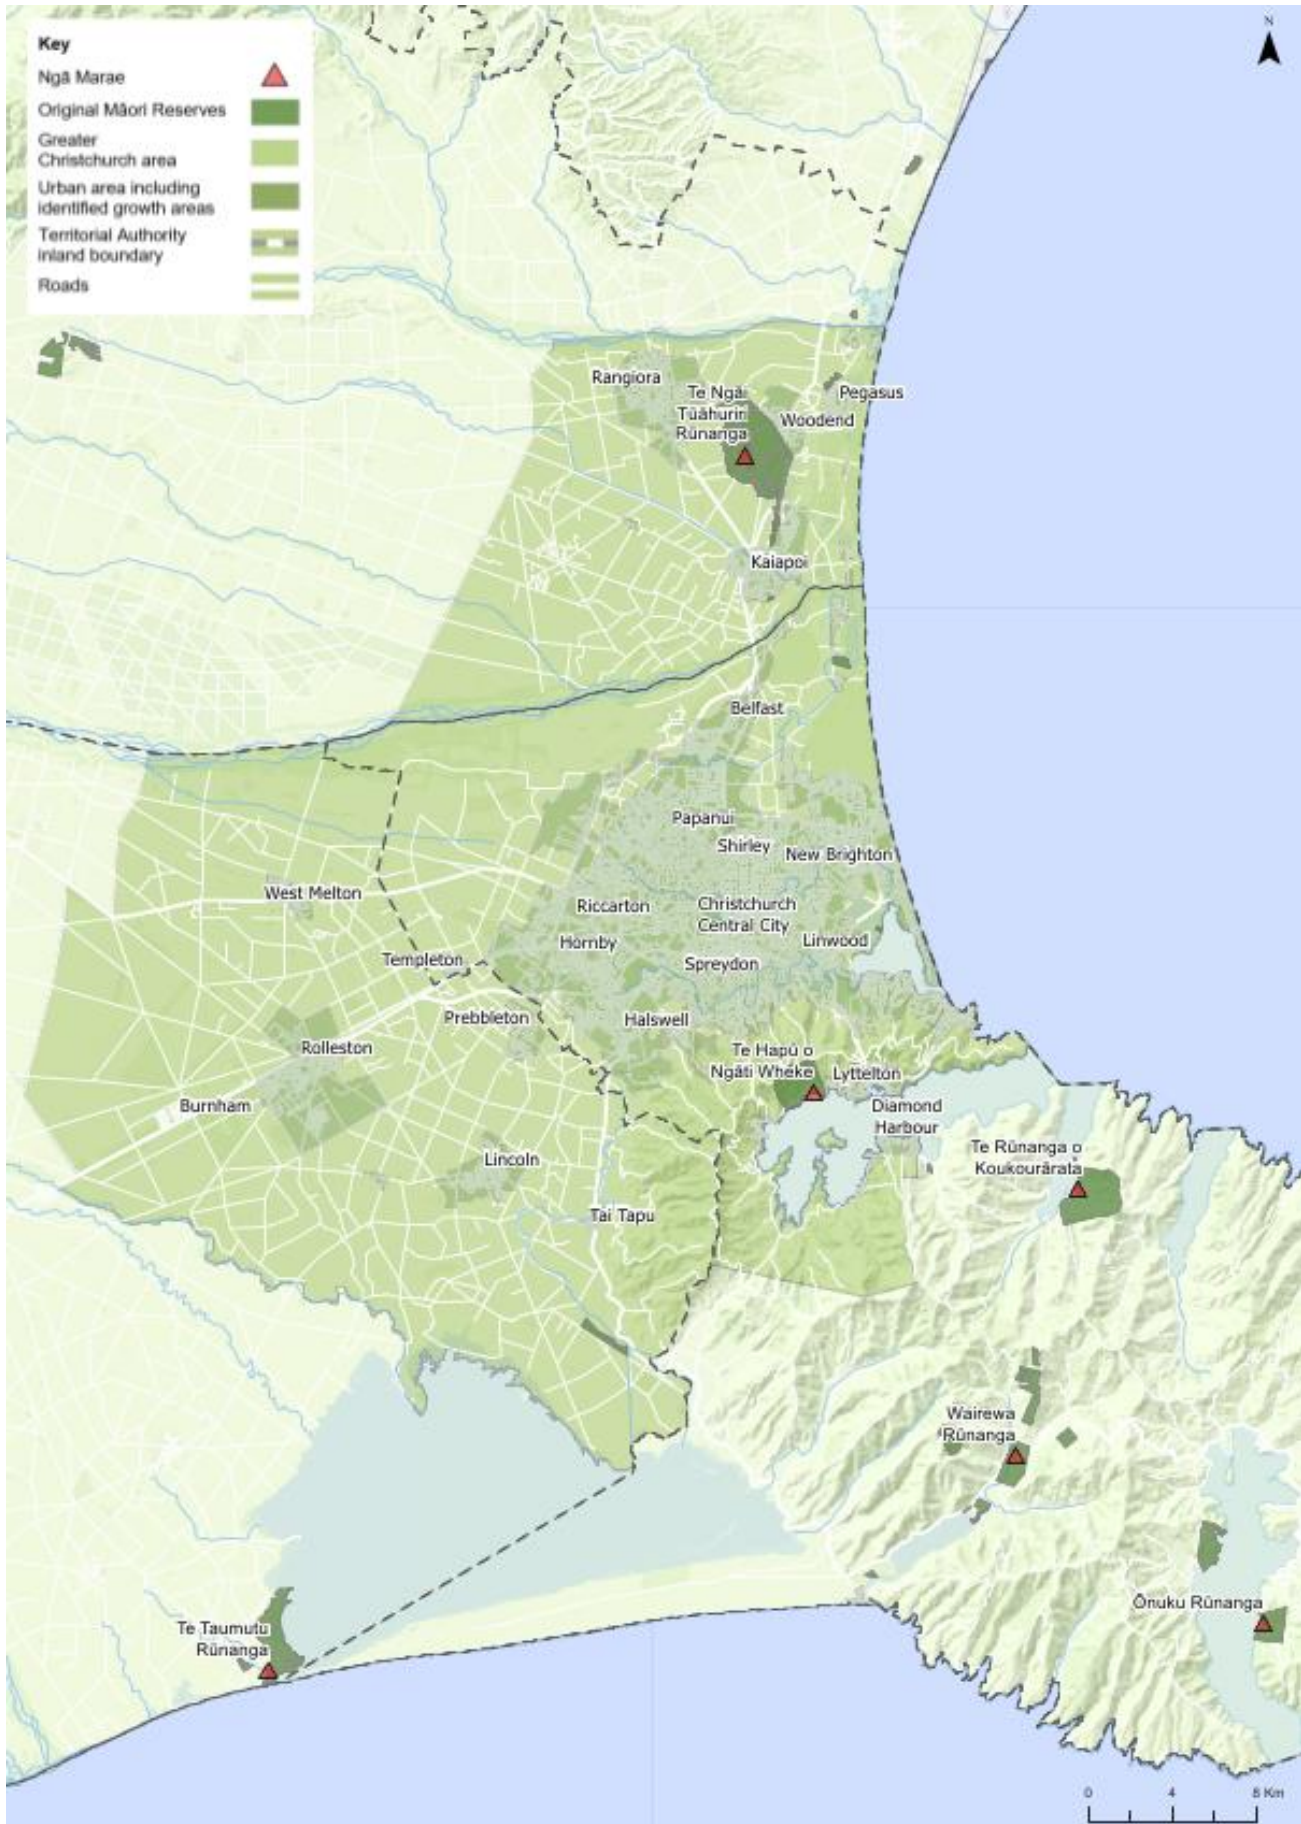 Key
Ngā Marae
Original Māori Reserves
Greater
Christchurch area
Urban area including
identified growth areas
Territorial Authority
inland boundary
Roads
N
Rangiora
Te Ngāi
Tūāhuriri
Rūnanga
Pegasus
Woodend
Kaiapoi
Belfast
Papanui
Shirley
New Brighton
West Melton
Riccarton
Christchurch
Central City
Hornby
Linwood
Templeton
Spreydon
Prebbleton
Halswell
Rolleston
Te Hapū o
Ngāti Wheke
Lyttelton
Burnham
Diamond
Harbour
Te Rūnanga o
Koukourārata
Lincoln
Tai Tapu
Wairewa
Rūnanga
Ōnuku Rūnanga
Te Taumutu
Rūnanga
0 4 8 Km